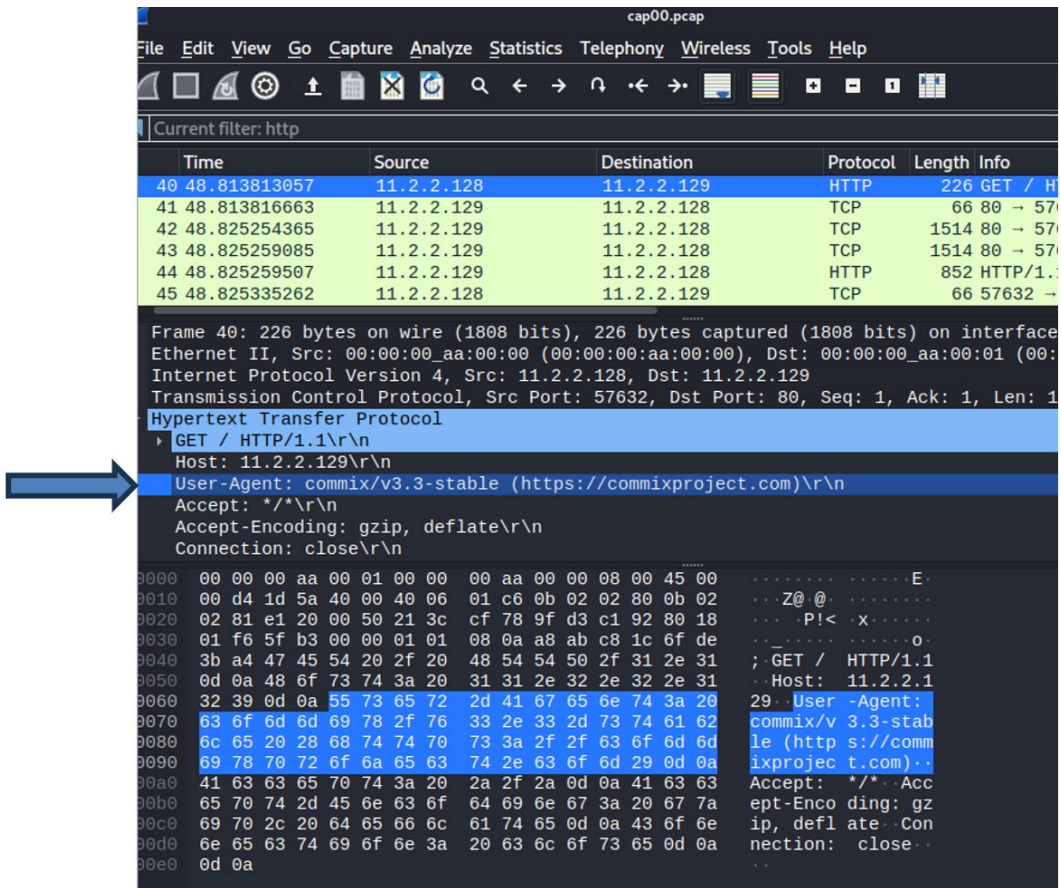 cap00.pcap
File Edit View Go Capture Analyze Statistics Telephony Wireless Tools Help
Current filter: http
Time Source Destination Protocol Length Info
40 48.813813057 11.2.2.128 11.2.2.129 HTTP 226 GET / H
41 48.813816663 11.2.2.129 11.2.2.128 TCP 66 80 → 57
42 48.825254365 11.2.2.129 11.2.2.128 TCP 1514 80 → 57
43 48.825259085 11.2.2.129 11.2.2.128 TCP 1514 80 → 57
44 48.825259507 11.2.2.129 11.2.2.128 HTTP 852 HTTP/1.
45 48.825335262 11.2.2.128 11.2.2.129 TCP 66 57632 →
Frame 40: 226 bytes on wire (1808 bits), 226 bytes captured (1808 bits) on interface
Ethernet II, Src: 00:00:00_aa:00:00 (00:00:00:aa:00:00), Dst: 00:00:00_aa:00:01 (00:
Internet Protocol Version 4, Src: 11.2.2.128, Dst: 11.2.2.129
Transmission Control Protocol, Src Port: 57632, Dst Port: 80, Seq: 1, Ack: 1, Len: 1
Hypertext Transfer Protocol
GET / HTTP/1.1\r\n
Host: 11.2.2.129\r\n
User-Agent: commix/v3.3-stable (https://commixproject.com)\r\n
Accept: */*\r\n
Accept-Encoding: gzip, deflate\r\n
Connection: close\r\n
0000 00 00 00 aa 00 01 00 00 00 aa 00 00 08 00 45 00 ········ ······E·
0010 00 d4 1d 5a 40 00 40 06 01 c6 0b 02 02 80 0b 02 ···Z@·@· ········
0020 02 81 e1 20 00 50 21 3c cf 78 9f d3 c1 92 80 18 ··· ·P!< ·x······
0030 01 f6 5f b3 00 00 01 01 08 0a a8 ab c8 1c 6f de ··_····· ······o·
0040 3b a4 47 45 54 20 2f 20 48 54 54 50 2f 31 2e 31 ;·GET / HTTP/1.1
0050 0d 0a 48 6f 73 74 3a 20 31 31 2e 32 2e 32 2e 31 ··Host: 11.2.2.1
0060 32 39 0d 0a 55 73 65 72 2d 41 67 65 6e 74 3a 20 29··User -Agent:
0070 63 6f 6d 6d 69 78 2f 76 33 2e 33 2d 73 74 61 62 commix/v 3.3-stab
0080 6c 65 20 28 68 74 74 70 73 3a 2f 2f 63 6f 6d 6d le (http s://comm
0090 69 78 70 72 6f 6a 65 63 74 2e 63 6f 6d 29 0d 0a ixprojec t.com)··
00a0 41 63 63 65 70 74 3a 20 2a 2f 2a 0d 0a 41 63 63 Accept: */*··Acc
00b0 65 70 74 2d 45 6e 63 6f 64 69 6e 67 3a 20 67 7a ept-Enco ding: gz
00c0 69 70 2c 20 64 65 66 6c 61 74 65 0d 0a 43 6f 6e ip, defl ate··Con
00d0 6e 65 63 74 69 6f 6e 3a 20 63 6c 6f 73 65 0d 0a nection: close··
00e0 0d 0a ··